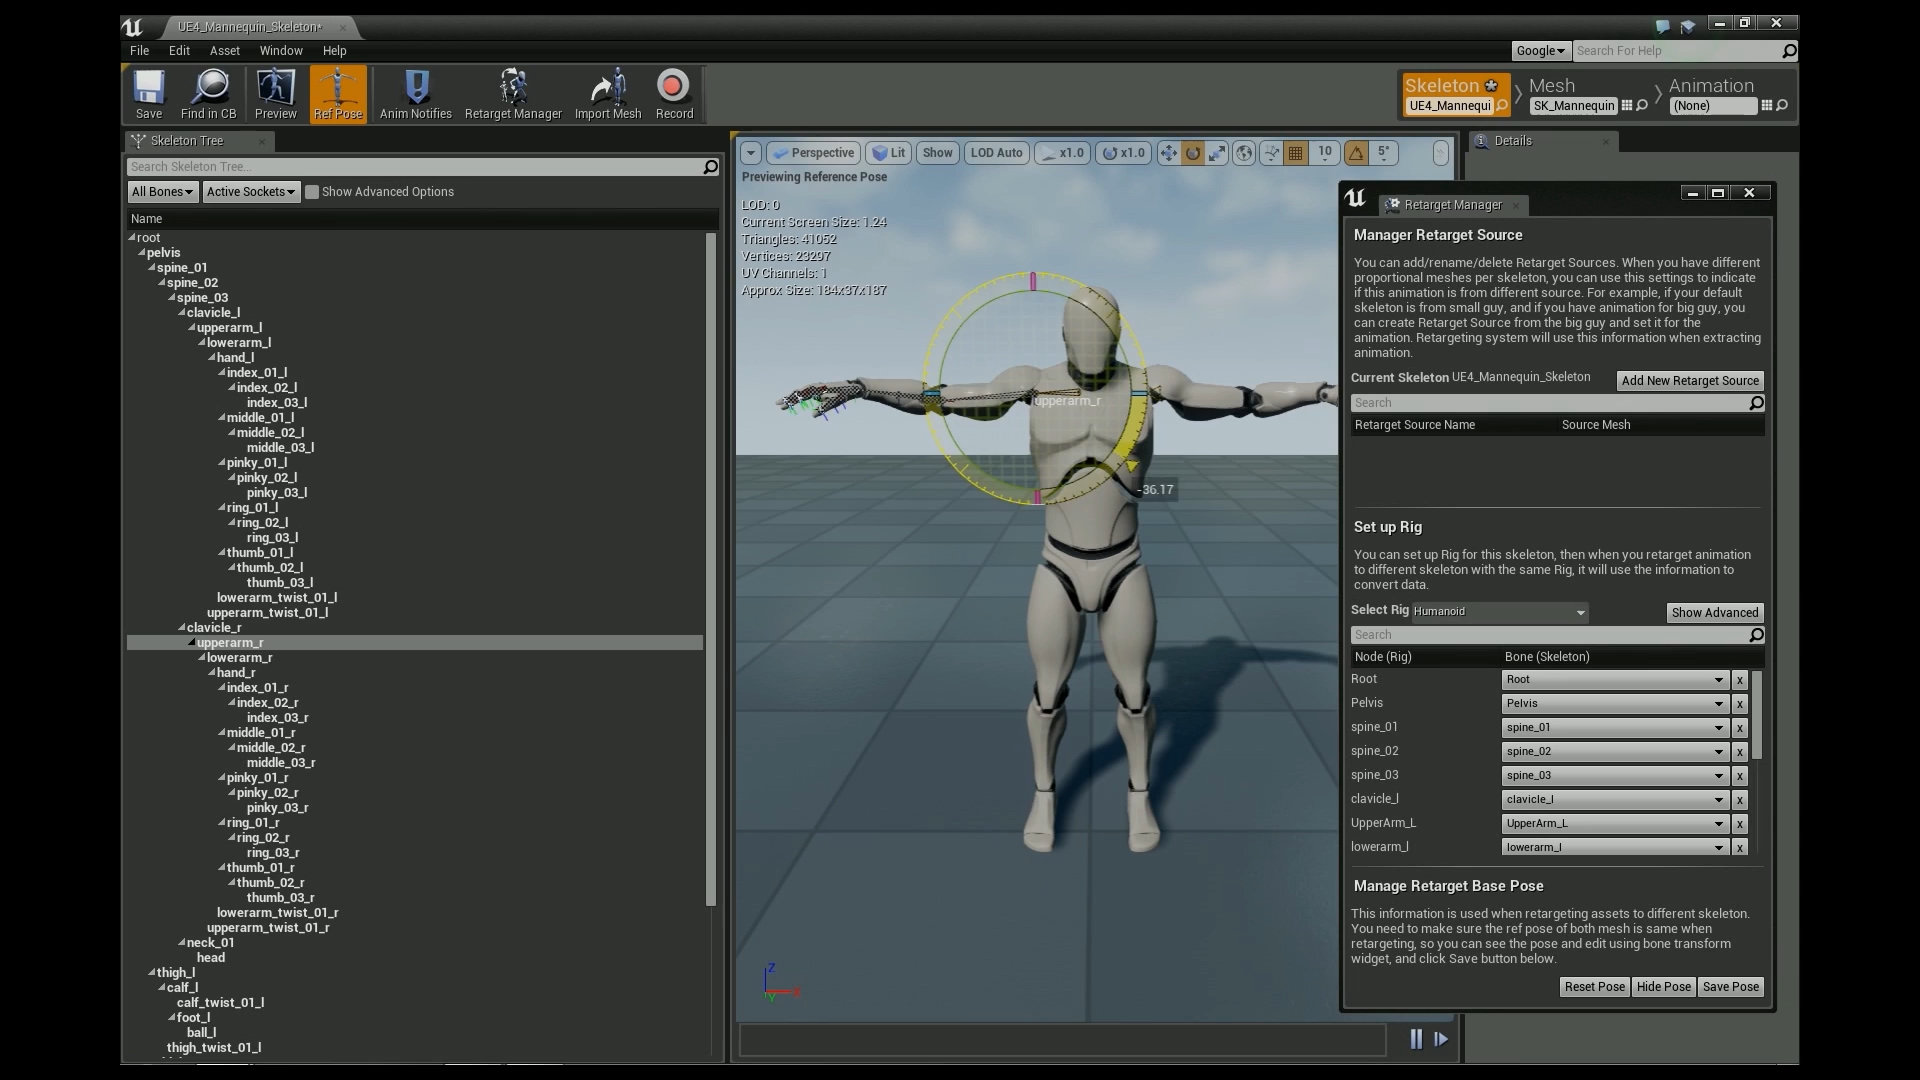 UE4_Mannequin_Skeleton*
File Edit Asset Window Help
Google Search For Help
Save Find in CB Preview Ref Pose Anim Notifies Retarget Manager Import Mesh Record
Skeleton Mesh Animation
UE4_Mannequi SK_Mannequin (None)
Skeleton Tree
Search Skeleton Tree...
All Bones Active Sockets Show Advanced Options
Name
root
pelvis
spine_01
spine_02
spine_03
clavicle_l
upperarm_l
lowerarm_l
hand_l
index_01_l
index_02_l
index_03_l
middle_01_l
middle_02_l
middle_03_l
pinky_01_l
pinky_02_l
pinky_03_l
ring_01_l
ring_02_l
ring_03_l
thumb_01_l
thumb_02_l
thumb_03_l
lowerarm_twist_01_l
upperarm_twist_01_l
clavicle_r
upperarm_r
lowerarm_r
hand_r
index_01_r
index_02_r
index_03_r
middle_01_r
middle_02_r
middle_03_r
pinky_01_r
pinky_02_r
pinky_03_r
ring_01_r
ring_02_r
ring_03_r
thumb_01_r
thumb_02_r
thumb_03_r
lowerarm_twist_01_r
upperarm_twist_01_r
neck_01
head
thigh_l
calf_l
calf_twist_01_l
foot_l
ball_l
thigh_twist_01_l
Perspective Lit Show LOD Auto x1.0 x1.0 10 5°
Previewing Reference Pose
LOD: 0
Current Screen Size: 1.24
Triangles: 41052
Vertices: 23297
UV Channels: 1
Approx Size: 184x37x187
upperarm_r
-36.17
Z
X
Y
Details
Retarget Manager
Manager Retarget Source
You can add/rename/delete Retarget Sources. When you have different
proportional meshes per skeleton, you can use this settings to indicate
if this animation is from different source. For example, if your default
skeleton is from small guy, and if you have animation for big guy, you
can create Retarget Source from the big guy and set it for the
animation. Retargeting system will use this information when extracting
animation.
Current Skeleton UE4_Mannequin_Skeleton Add New Retarget Source
Search
Retarget Source Name Source Mesh
Set up Rig
You can set up Rig for this skeleton, then when you retarget animation
to different skeleton with the same Rig, it will use the information to
convert data.
Select Rig Humanoid Show Advanced
Search
Node (Rig) Bone (Skeleton)
Root Root x
Pelvis Pelvis x
spine_01 spine_01 x
spine_02 spine_02 x
spine_03 spine_03 x
clavicle_l clavicle_l x
UpperArm_L UpperArm_L x
lowerarm_l lowerarm_l x
Manage Retarget Base Pose
This information is used when retargeting assets to different skeleton.
You need to make sure the ref pose of both mesh is same when
retargeting, so you can see the pose and edit using bone transform
widget, and click Save button below.
Reset Pose Hide Pose Save Pose